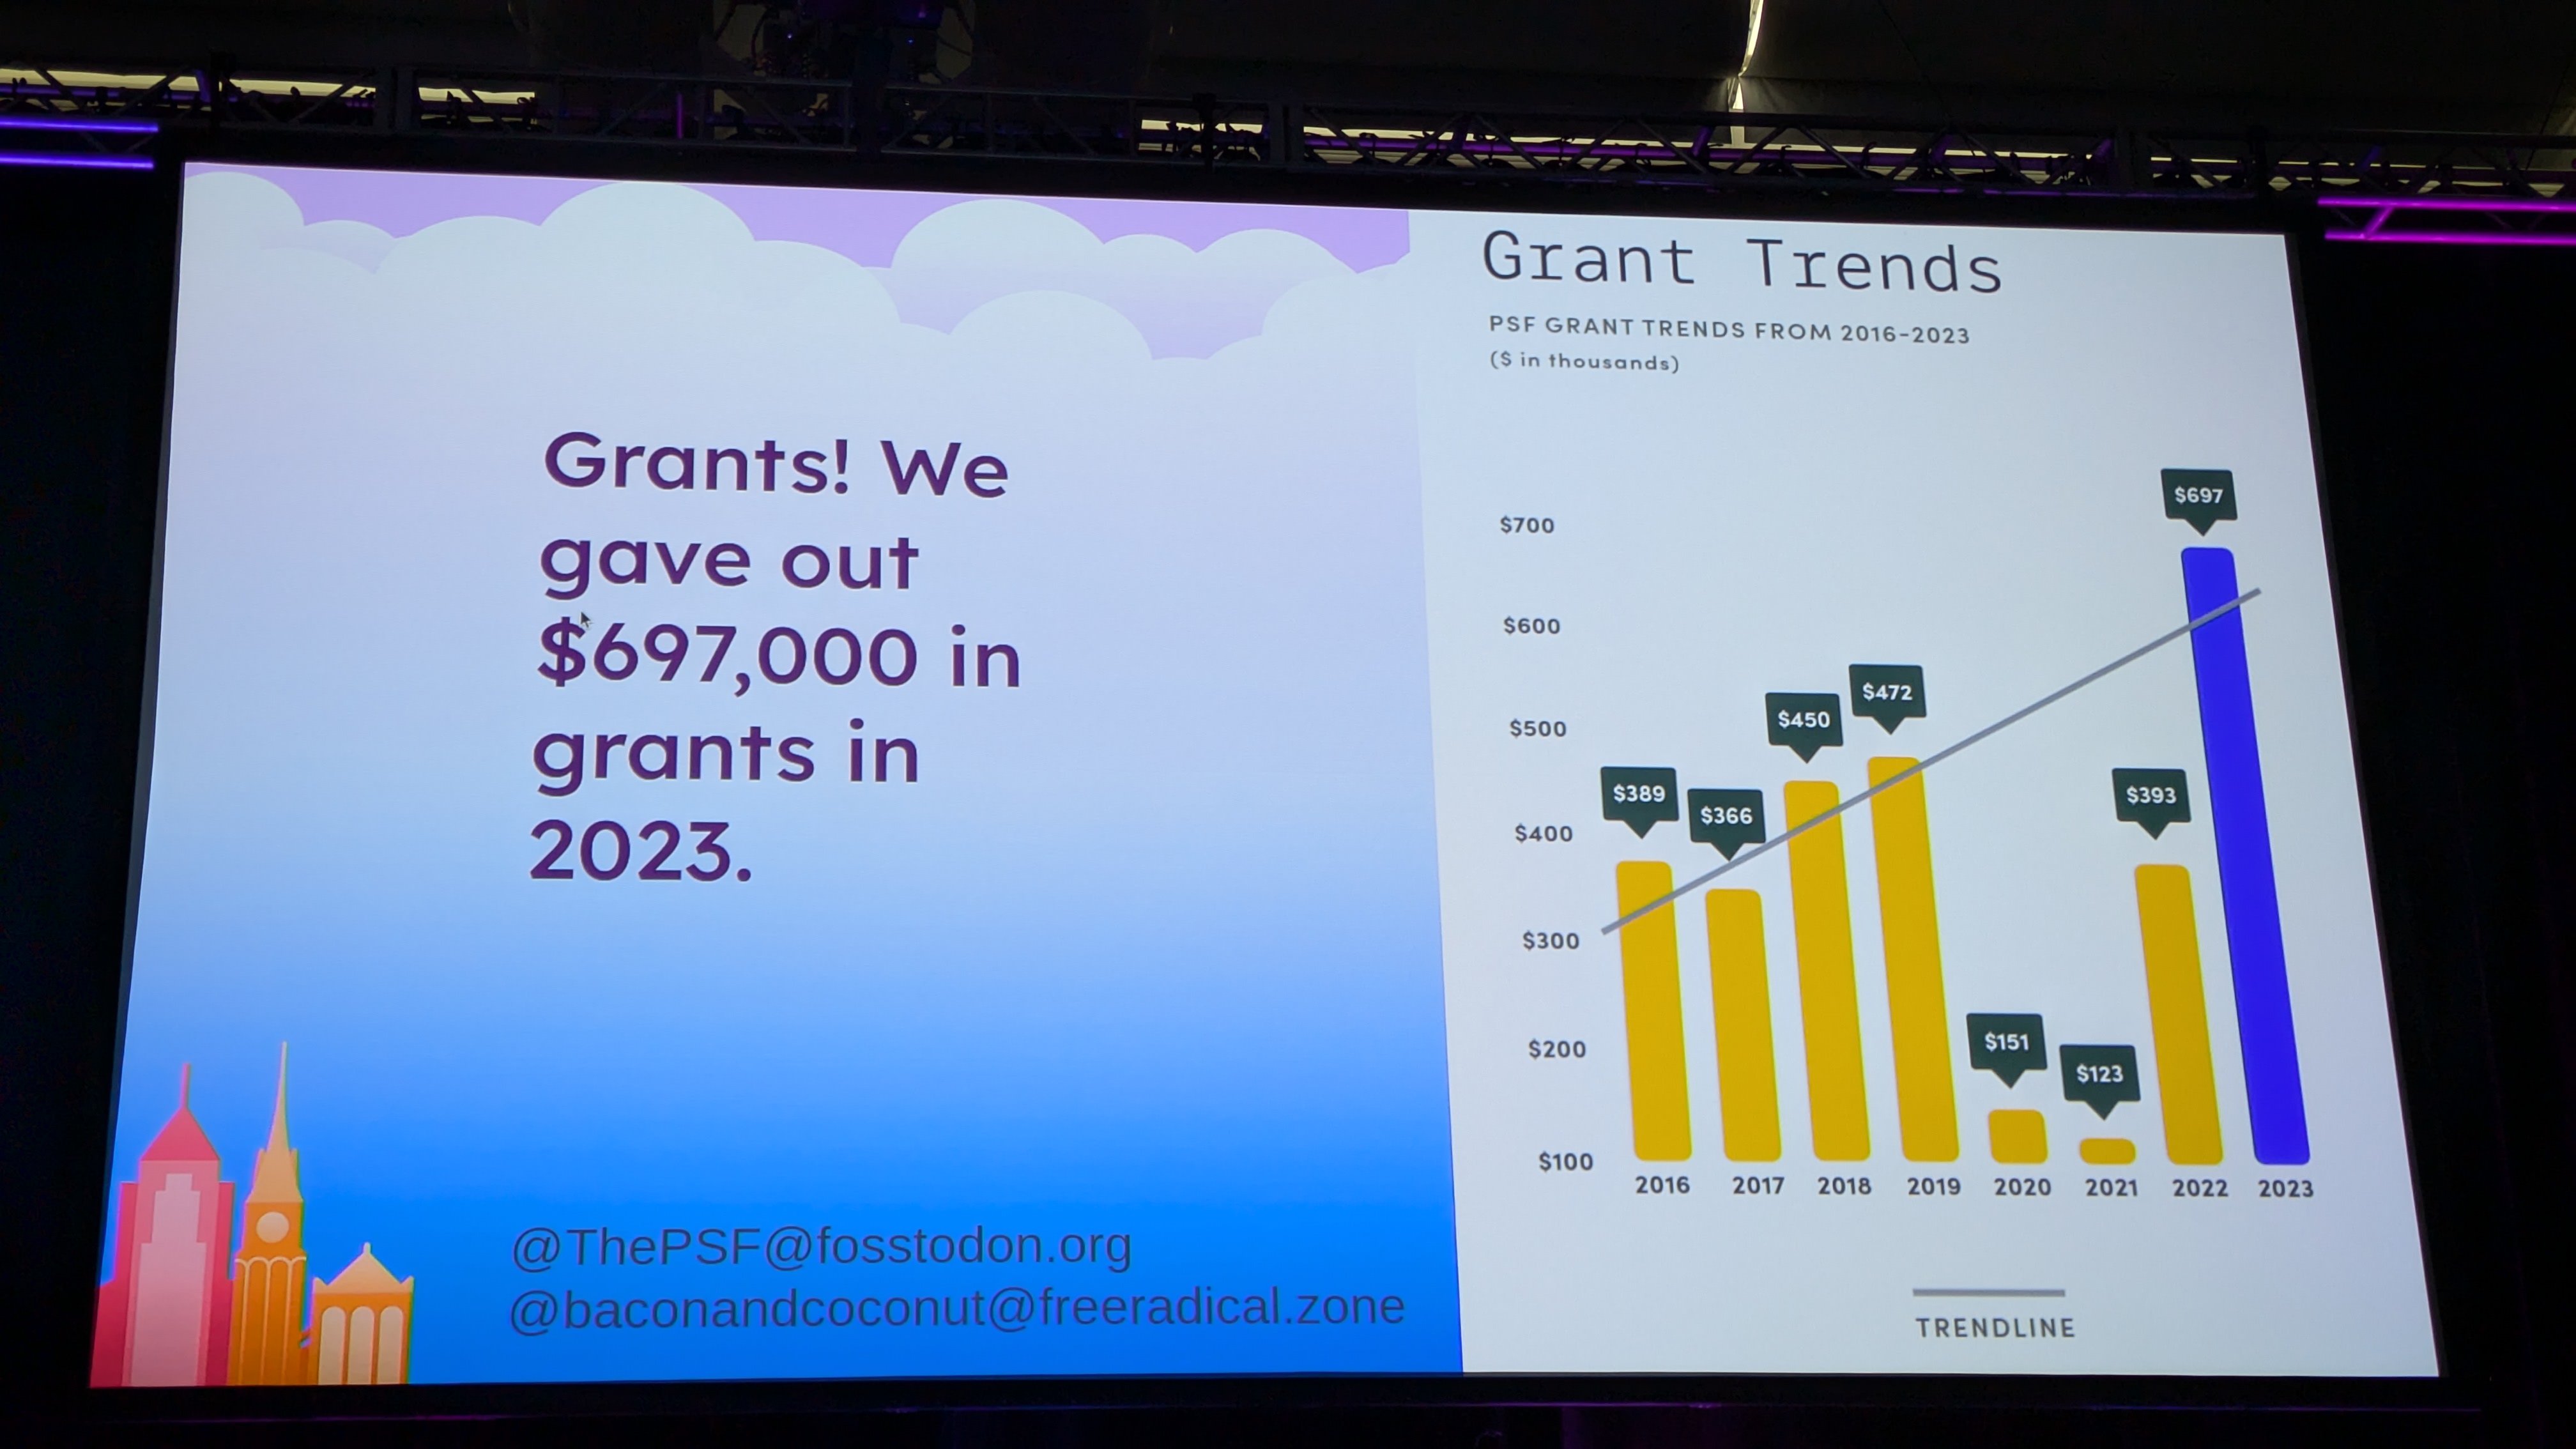 Grants! We
gave out
$697,000 in
grants in
2023.
@ThePSF@fosstodon.org
@baconandcoconut@freeradical.zone
Grant Trends
PSF GRANT TRENDS FROM 2016-2023
($ in thousands)
$700
$600
$500
$400
$300
$200
$100
$389
$366
$450
$472
$151
$123
$393
$697
2016 2017 2018 2019 2020 2021 2022 2023
TRENDLINE